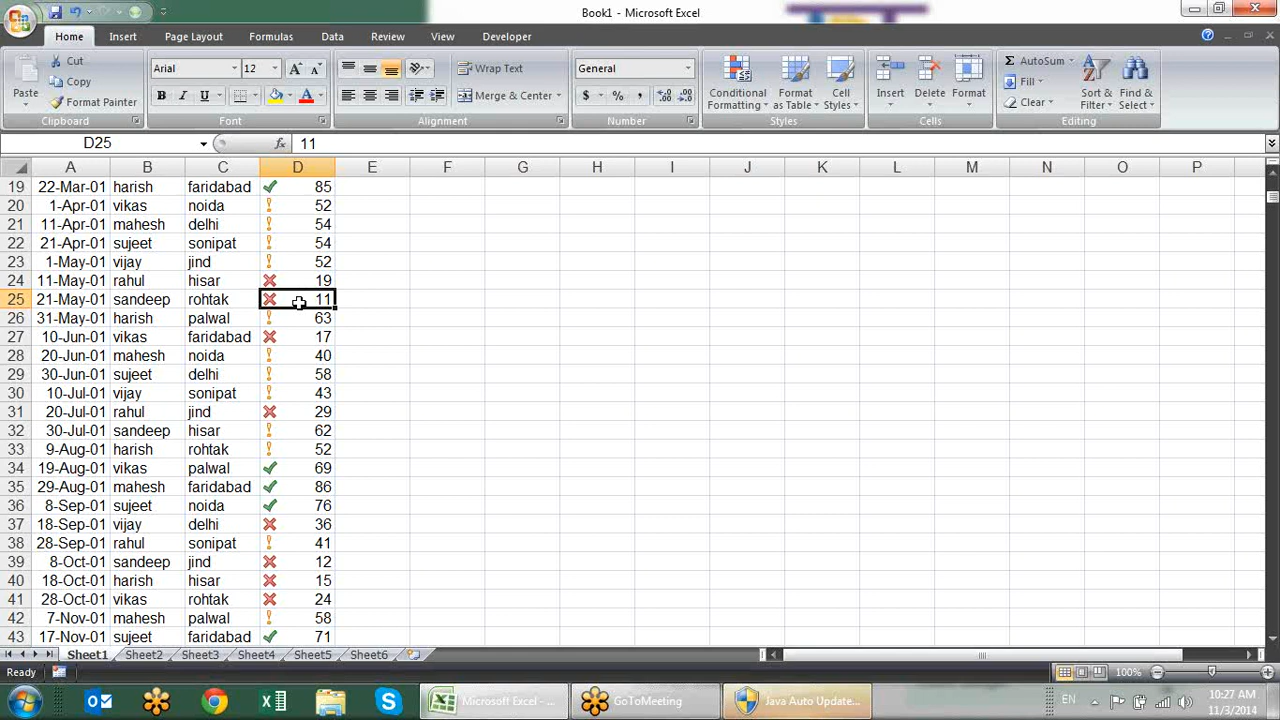 Book1 - Microsoft Excel
Home Insert Page Layout Formulas Data Review View Developer
Paste Cut Copy Format Painter Clipboard
Arial 12 A A B I U A Font
Wrap Text Merge & Center Alignment
General $ % , Number
Conditional Formatting Format as Table Cell Styles Styles
Insert Delete Format Cells
Σ AutoSum Fill Clear Sort & Filter Find & Select Editing
D25 fx 11
A B C D E F G H I J K L M N O P
19 22-Mar-01 harish faridabad 85
20 1-Apr-01 vikas noida 52
21 11-Apr-01 mahesh delhi 54
22 21-Apr-01 sujeet sonipat 54
23 1-May-01 vijay jind 52
24 11-May-01 rahul hisar 19
25 21-May-01 sandeep rohtak 11
26 31-May-01 harish palwal 63
27 10-Jun-01 vikas faridabad 17
28 20-Jun-01 mahesh noida 40
29 30-Jun-01 sujeet delhi 58
30 10-Jul-01 vijay sonipat 43
31 20-Jul-01 rahul jind 29
32 30-Jul-01 sandeep hisar 62
33 9-Aug-01 harish rohtak 52
34 19-Aug-01 vikas palwal 69
35 29-Aug-01 mahesh faridabad 86
36 8-Sep-01 sujeet noida 76
37 18-Sep-01 vijay delhi 36
38 28-Sep-01 rahul sonipat 41
39 8-Oct-01 sandeep jind 12
40 18-Oct-01 harish hisar 15
41 28-Oct-01 vikas rohtak 24
42 7-Nov-01 mahesh palwal 58
43 17-Nov-01 sujeet faridabad 71
Sheet1 Sheet2 Sheet3 Sheet4 Sheet5 Sheet6
Ready 100%
Microsoft Excel - ... GoToMeeting Java Auto Update... EN 10:27 AM
11/3/2014